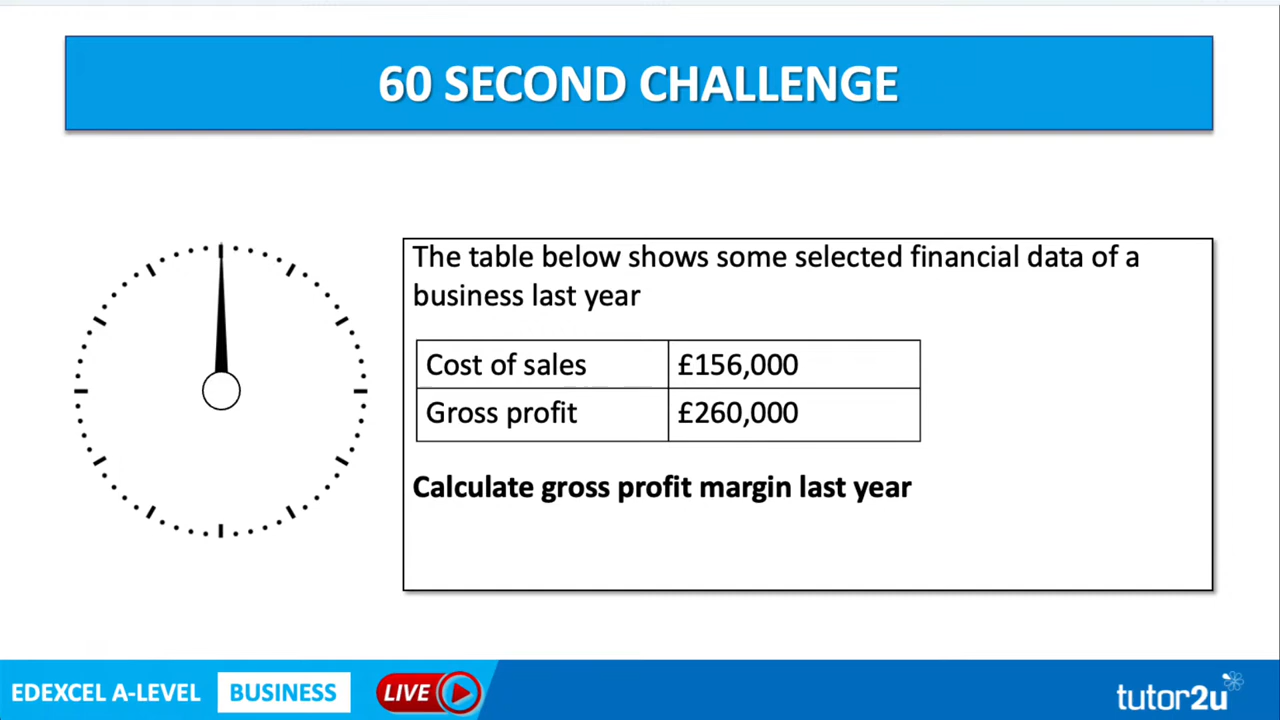 60 SECOND CHALLENGE
The table below shows some selected financial data of a
business last year
Cost of sales £156,000
Gross profit £260,000
Calculate gross profit margin last year
EDEXCEL A-LEVEL BUSINESS LIVE tutor2u